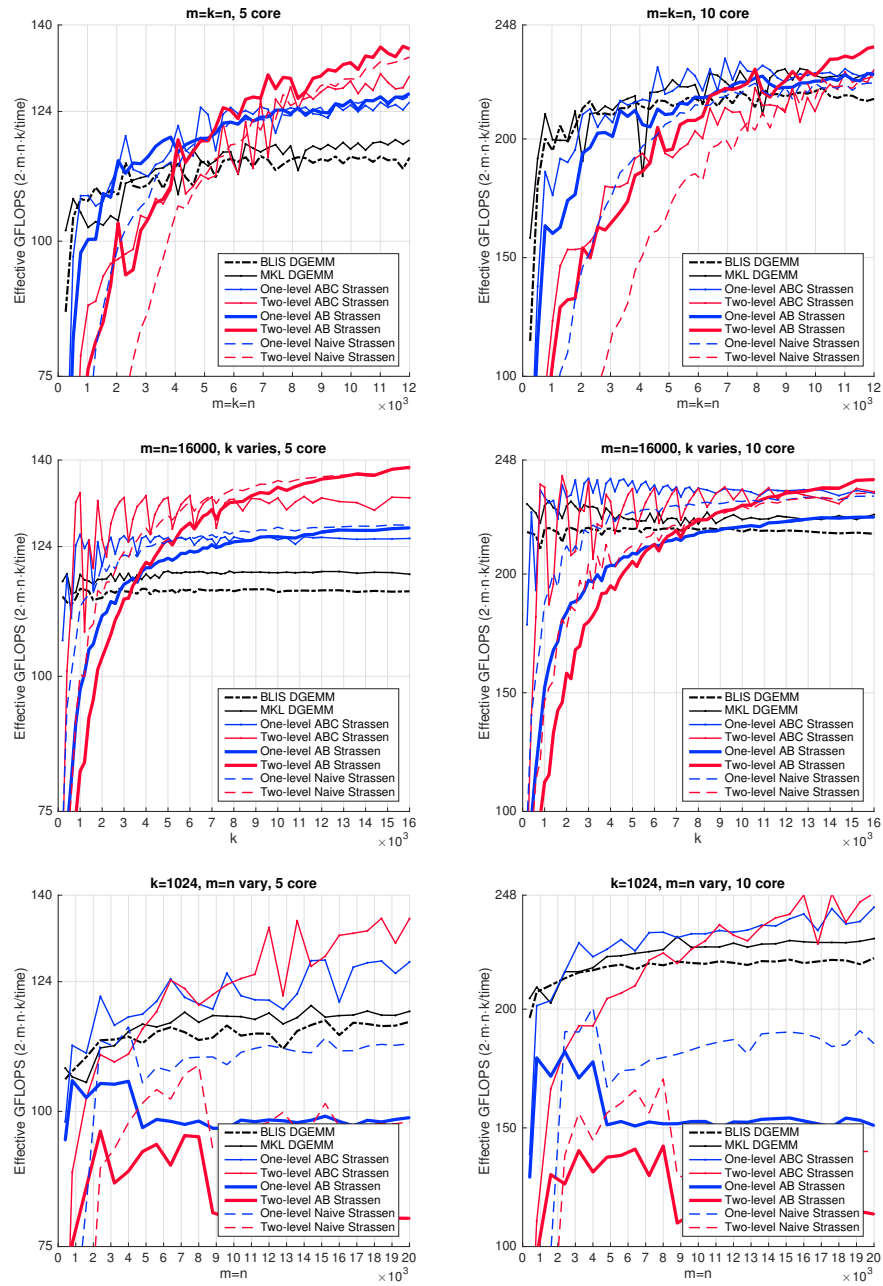 m=k=n, 5 core
Effective GFLOPS (2·m·n·k/time)
140
124
100
75
BLIS DGEMM
MKL DGEMM
One-level ABC Strassen
Two-level ABC Strassen
One-level AB Strassen
Two-level AB Strassen
One-level Naive Strassen
Two-level Naive Strassen
0 1 2 3 4 5 6 7 8 9 10 11 12
m=k=n
×10³
m=k=n, 10 core
Effective GFLOPS (2·m·n·k/time)
248
200
150
100
BLIS DGEMM
MKL DGEMM
One-level ABC Strassen
Two-level ABC Strassen
One-level AB Strassen
Two-level AB Strassen
One-level Naive Strassen
Two-level Naive Strassen
0 1 2 3 4 5 6 7 8 9 10 11 12
m=k=n
×10³
m=n=16000, k varies, 5 core
Effective GFLOPS (2·m·n·k/time)
140
124
100
75
BLIS DGEMM
MKL DGEMM
One-level ABC Strassen
Two-level ABC Strassen
One-level AB Strassen
Two-level AB Strassen
One-level Naive Strassen
Two-level Naive Strassen
0 1 2 3 4 5 6 7 8 9 10 11 12 13 14 15 16
k
×10³
m=n=16000, k varies, 10 core
Effective GFLOPS (2·m·n·k/time)
248
200
150
100
BLIS DGEMM
MKL DGEMM
One-level ABC Strassen
Two-level ABC Strassen
One-level AB Strassen
Two-level AB Strassen
One-level Naive Strassen
Two-level Naive Strassen
0 1 2 3 4 5 6 7 8 9 10 11 12 13 14 15 16
k
×10³
k=1024, m=n vary, 5 core
Effective GFLOPS (2·m·n·k/time)
140
124
100
75
BLIS DGEMM
MKL DGEMM
One-level ABC Strassen
Two-level ABC Strassen
One-level AB Strassen
Two-level AB Strassen
One-level Naive Strassen
Two-level Naive Strassen
0 1 2 3 4 5 6 7 8 9 10 11 12 13 14 15 16 17 18 19 20
m=n
×10³
k=1024, m=n vary, 10 core
Effective GFLOPS (2·m·n·k/time)
248
200
150
100
BLIS DGEMM
MKL DGEMM
One-level ABC Strassen
Two-level ABC Strassen
One-level AB Strassen
Two-level AB Strassen
One-level Naive Strassen
Two-level Naive Strassen
0 1 2 3 4 5 6 7 8 9 10 11 12 13 14 15 16 17 18 19 20
m=n
×10³